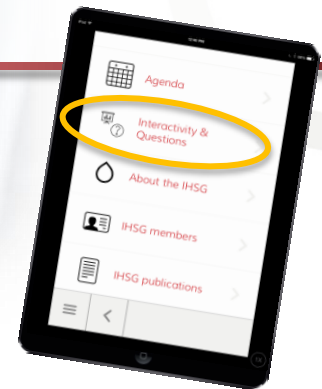 Agenda
Interactivity &
Questions
About the IHSG
IHSG members
IHSG publications